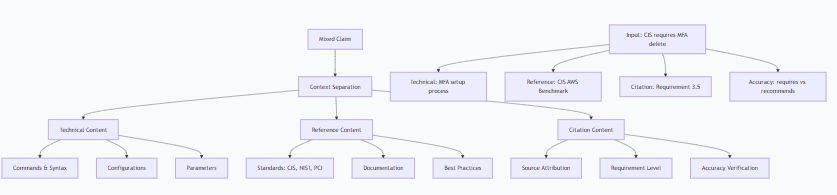 Mixed Claim
Input: CIS requires MFA
delete
Context Separation
Technical: MFA setup
process
Reference: CIS AWS
Benchmark
Citation: Requirement 3.5
Accuracy: requires vs
recommends
Technical Content
Reference Content
Citation Content
Commands & Syntax
Configurations
Parameters
Standards: CIS, NIST, PCI
Documentation
Best Practices
Source Attribution
Requirement Level
Accuracy Verification